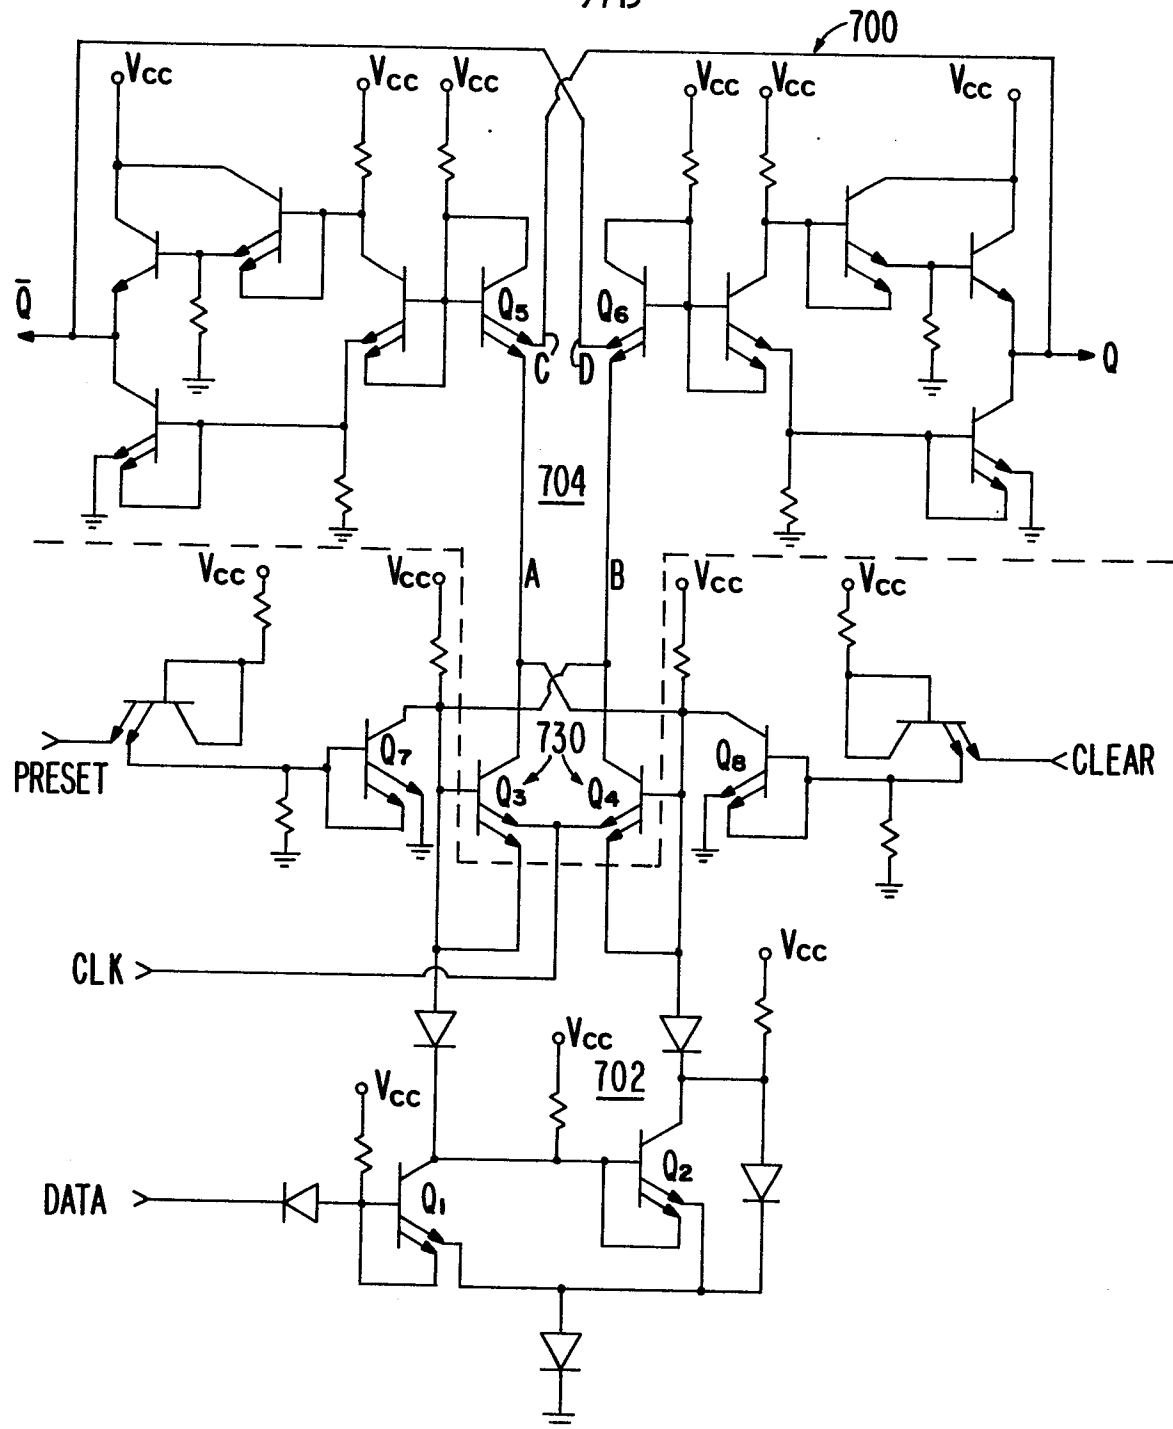 700
VCC
VCC VCC
VCC VCC
VCC
Q̅
Q5
Q6
C D
Q
704
A B
VCC
VCC
VCC
VCC
PRESET
Q7
730
Q3
Q4
Q8
CLEAR
CLK
VCC
VCC
702
VCC
DATA
Q1
Q2